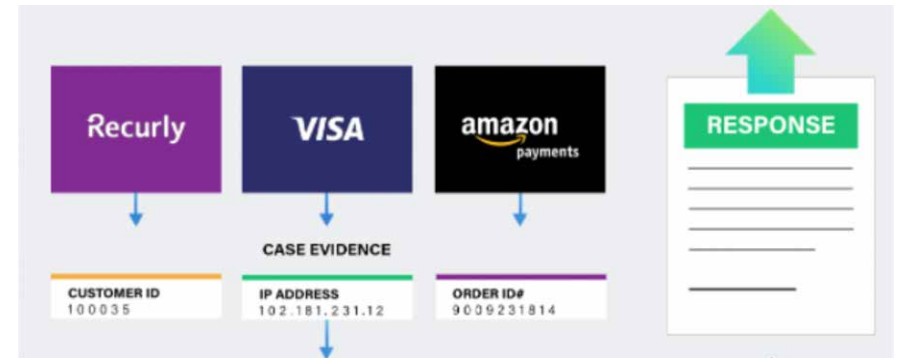 Recurly
VISA
amazon
payments
RESPONSE
CASE EVIDENCE
CUSTOMER ID
100035
IP ADDRESS
102.181.231.12
ORDER ID#
9009231814